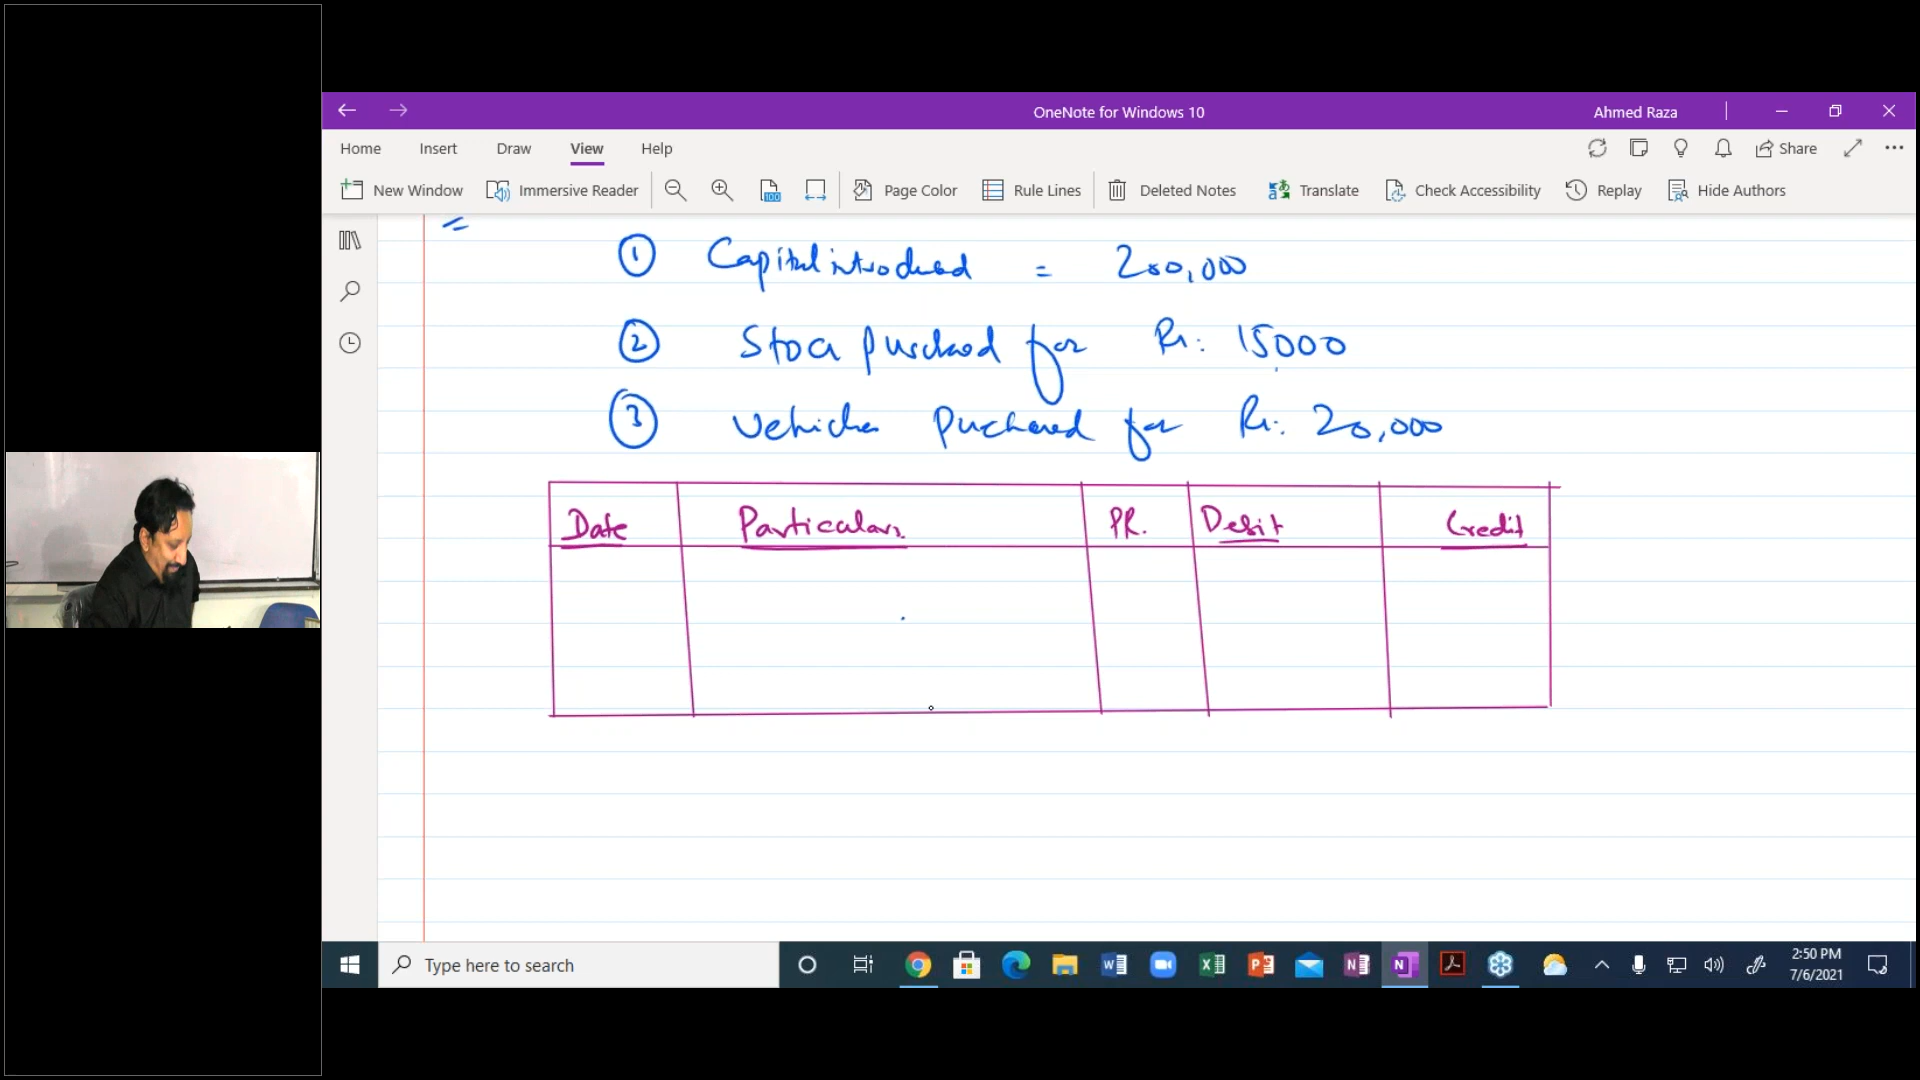 OneNote for Windows 10 Ahmed Raza
Home Insert Draw View Help Share
New Window Immersive Reader 100 Page Color Rule Lines Deleted Notes Translate Check Accessibility Replay Hide Authors
1 Capital introduced = 200,000
2 Stock purchased for Rs: 15000
3 Vehicles purchased for Rs: 20,000
Date Particulars. PR. Debit Credit
Type here to search
2:50 PM
7/6/2021